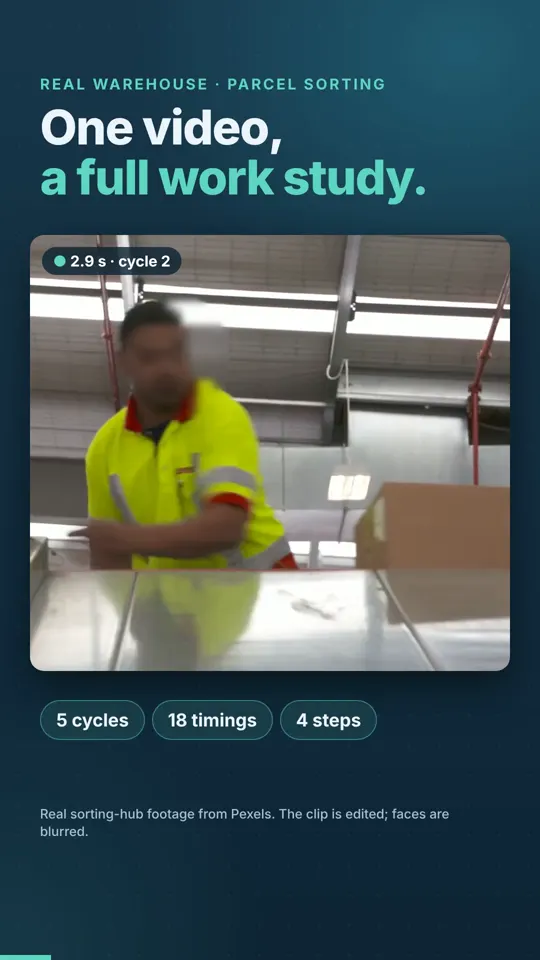 REAL WAREHOUSE · PARCEL SORTING
One video,
a full work study.
2.9 s · cycle 2
5 cycles
18 timings
4 steps
Real sorting-hub footage from Pexels. The clip is edited; faces are
blurred.